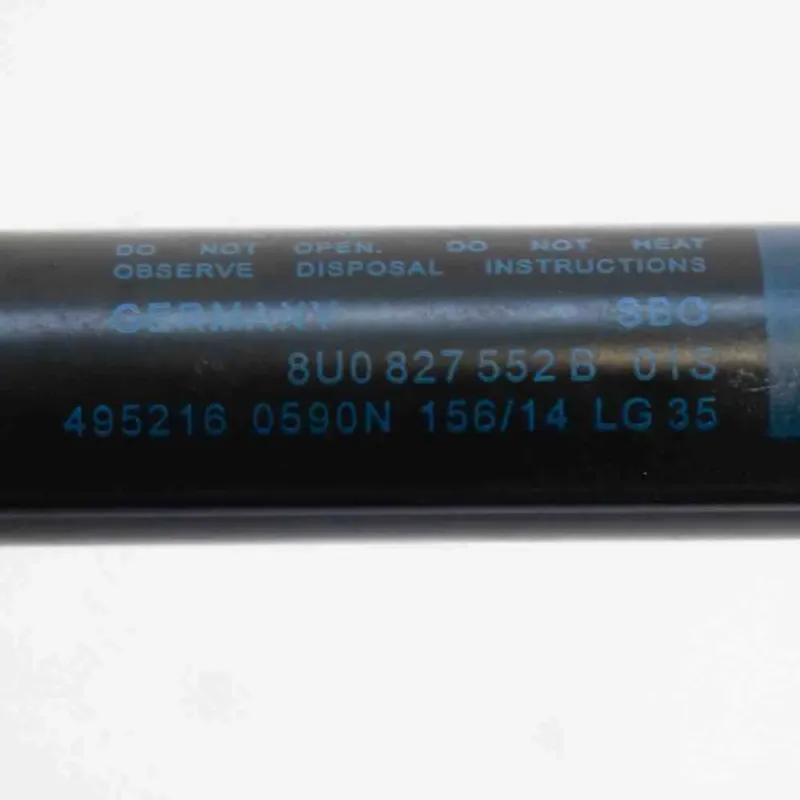 DO NOT OPEN. DO NOT HEAT
OBSERVE DISPOSAL INSTRUCTIONS
GERMANY SBO
8U0 827 552 B 01S
495216 0590N 156/14 LG 35